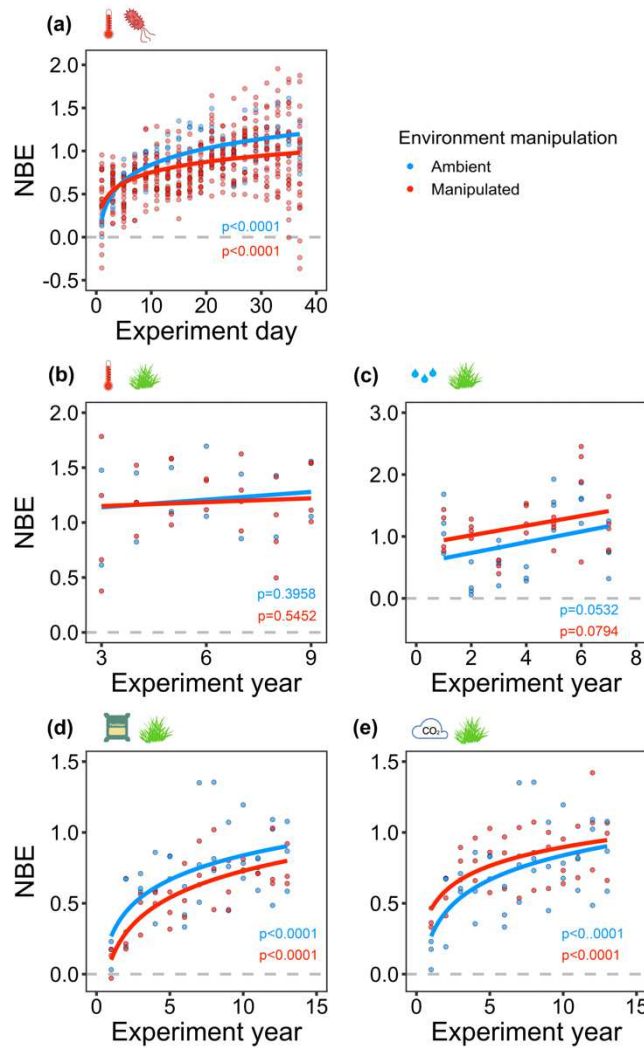 (a)
NBE
2.0
1.5
1.0
0.5
0.0
-0.5
p<0.0001
p<0.0001
0 10 20 30 40
Experiment day
Environment manipulation
Ambient
Manipulated
(b)
NBE
2.0
1.5
1.0
0.5
0.0
p=0.3958
p=0.5452
3 6 9
Experiment year
(c)
3.0
2.0
1.0
0.0
p=0.0532
p=0.0794
0 2 4 6 8
Experiment year
(d)
NBE
1.5
1.0
0.5
0.0
p<0.0001
p<0.0001
0 5 10 15
Experiment year
(e)
CO₂
1.5
1.0
0.5
0.0
p<0..0001
p<0.0001
0 5 10 15
Experiment year